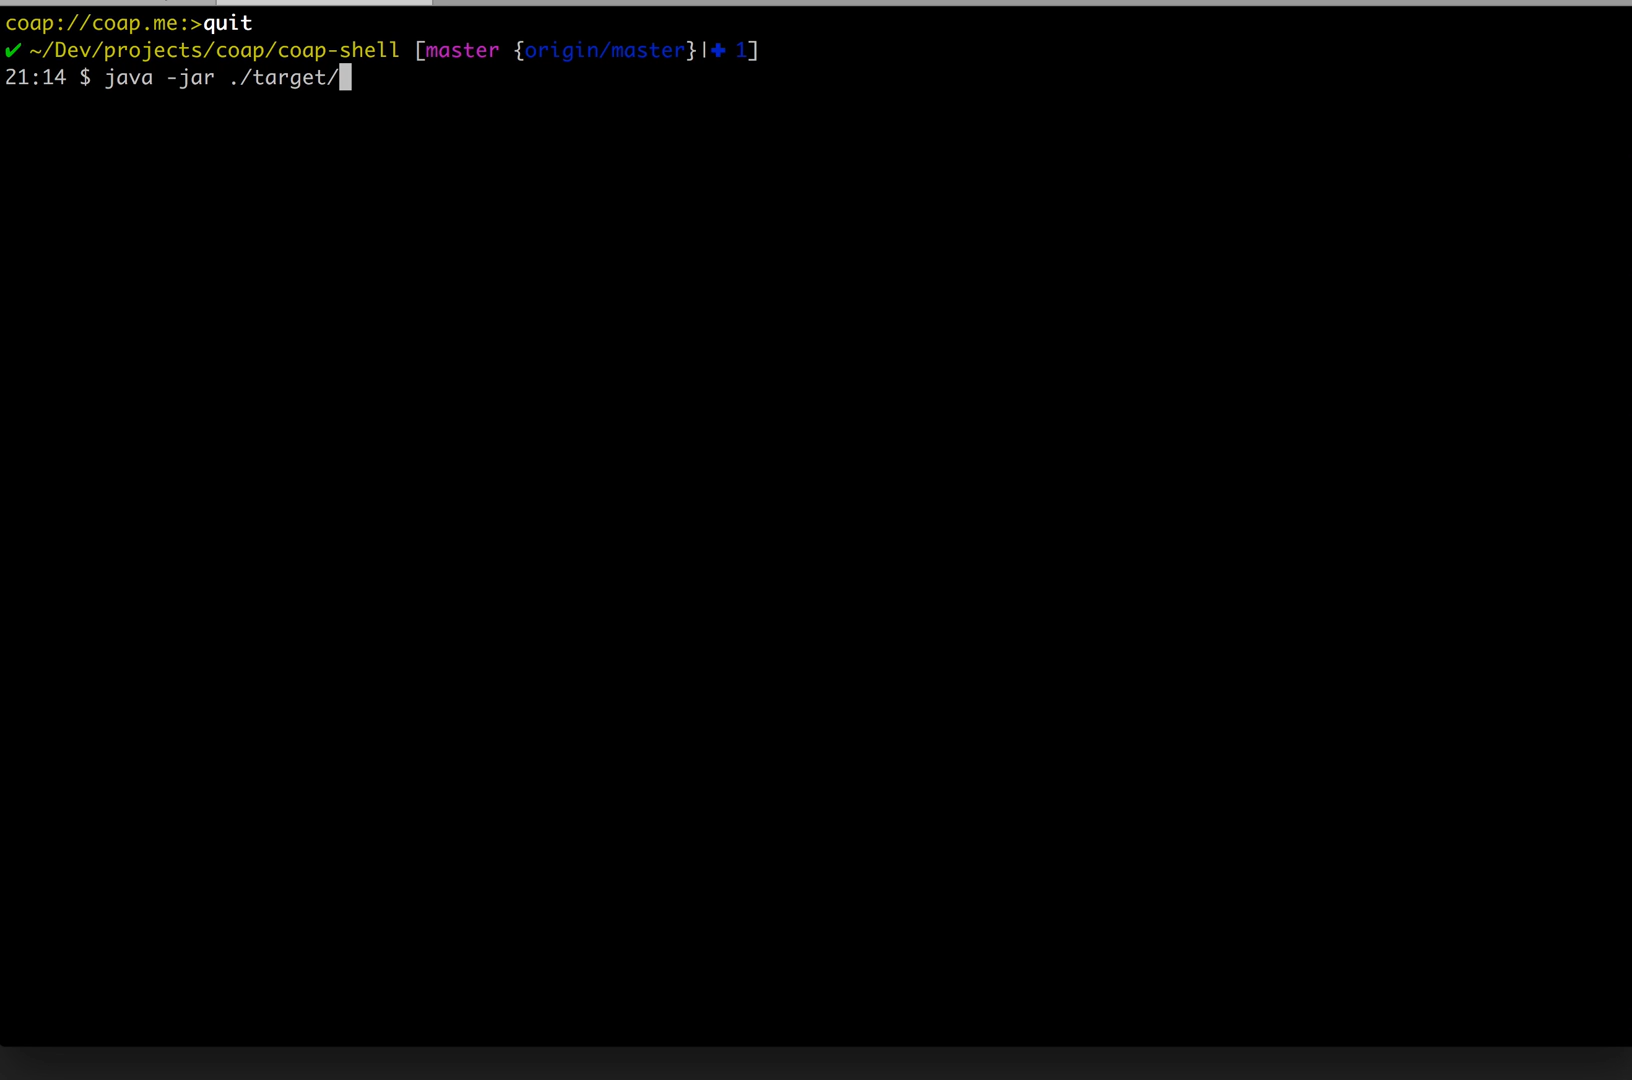 coap://coap.me:>quit
✔ ~/Dev/projects/coap/coap-shell [master {origin/master}|✚ 1]
21:14 $ java -jar ./target/